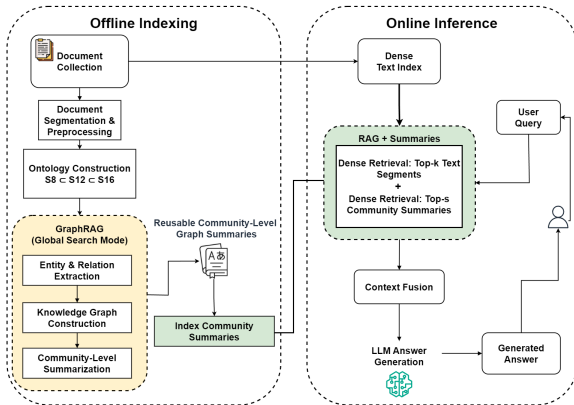 Offline Indexing
Document
Collection
Document
Segmentation &
Preprocessing
Ontology Construction
S8 ⊂ S12 ⊂ S16
GraphRAG
(Global Search Mode)
Entity & Relation
Extraction
Knowledge Graph
Construction
Community-Level
Summarization
Reusable Community-Level
Graph Summaries
A あ
Index Community
Summaries
Online Inference
Dense
Text Index
User
Query
RAG + Summaries
Dense Retrieval: Top-k Text
Segments
+
Dense Retrieval: Top-s
Community Summaries
Context Fusion
LLM Answer
Generation
Generated
Answer